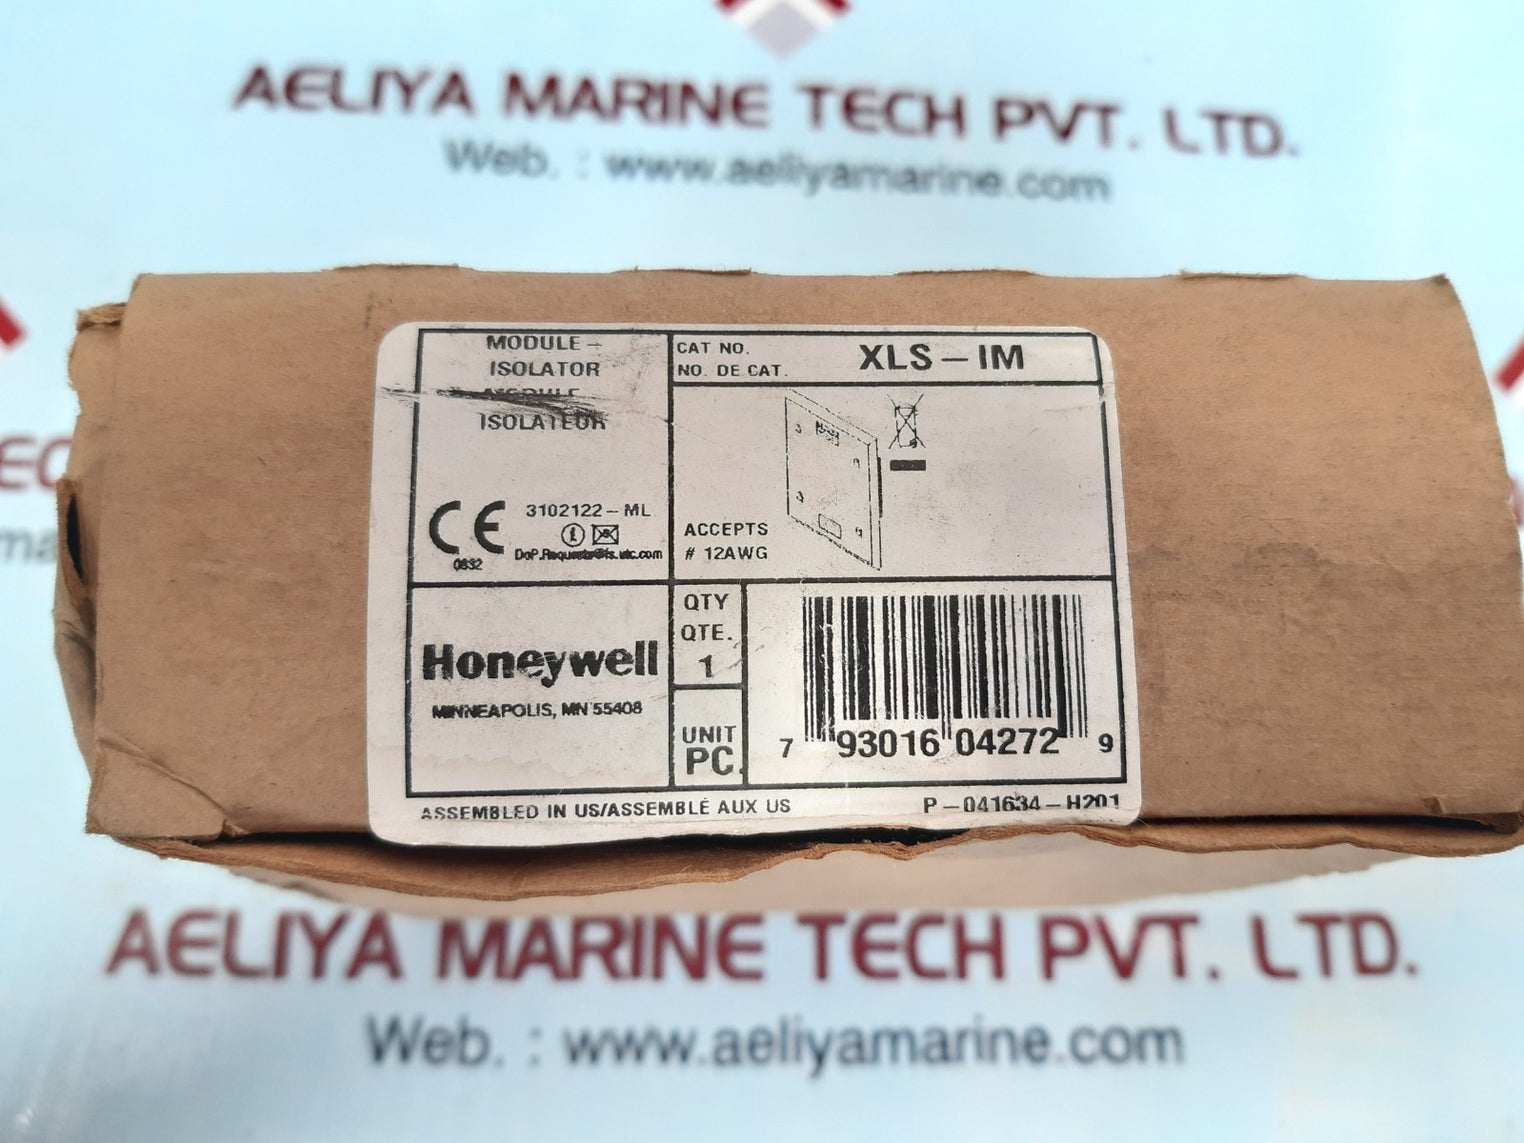 AELIYA MARINE TECH PVT. LTD.
Web. : www.aeliyamarine.com
MODULE-
ISOLATOR
MODULE
ISOLATEUR
CAT NO.
NO. DE CAT.
XLS-IM
CE
0832
3102122-ML
DoP.Requests@fs.utc.com
ACCEPTS
# 12AWG
Honeywell
MINNEAPOLIS, MN 55408
QTY
QTE.
1
UNIT
PC.
7 93016 04272 9
ASSEMBLED IN US/ASSEMBLÉ AUX US
P-041634-H201
AELIYA MARINE TECH PVT. LTD.
Web. : www.aeliyamarine.com